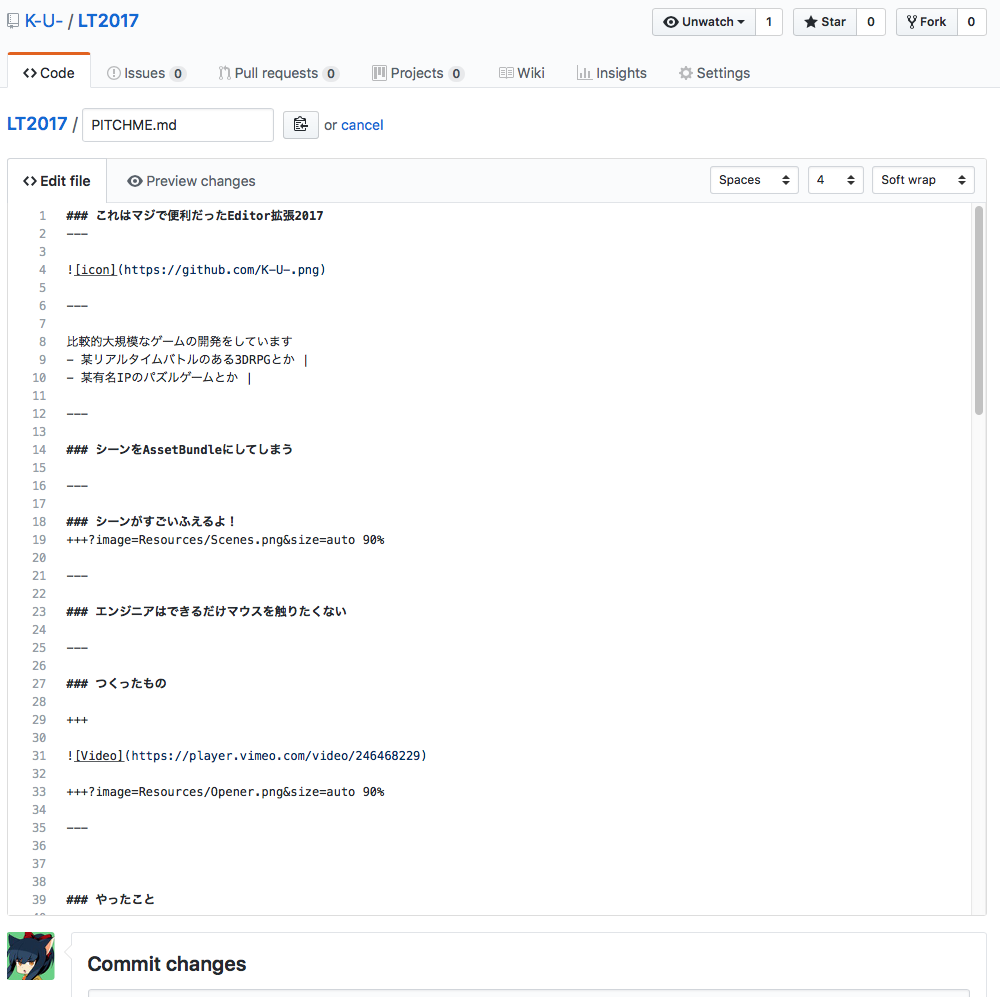 K-U- / LT2017
Unwatch 1 Star 0 Fork 0
Code Issues 0 Pull requests 0 Projects 0 Wiki Insights Settings
LT2017 / PITCHME.md or cancel
Edit file Preview changes Spaces 4 Soft wrap
1 ### これはマジで便利だったEditor拡張2017
2 ---
3
4 ![icon](https://github.com/K-U-.png)
5
6 ---
7
8 比較的大規模なゲームの開発をしています
9 - 某リアルタイムバトルのある3DRPGとか |
10 - 某有名IPのパズルゲームとか |
11
12 ---
13
14 ### シーンをAssetBundleにしてしまう
15
16 ---
17
18 ### シーンがすごいふえるよ！
19 +++?image=Resources/Scenes.png&size=auto 90%
20
21 ---
22
23 ### エンジニアはできるだけマウスを触りたくない
24
25 ---
26
27 ### つくったもの
28
29 +++
30
31 ![Video](https://player.vimeo.com/video/246468229)
32
33 +++?image=Resources/Opener.png&size=auto 90%
34
35 ---
36
37
38
39 ### やったこと
Commit changes